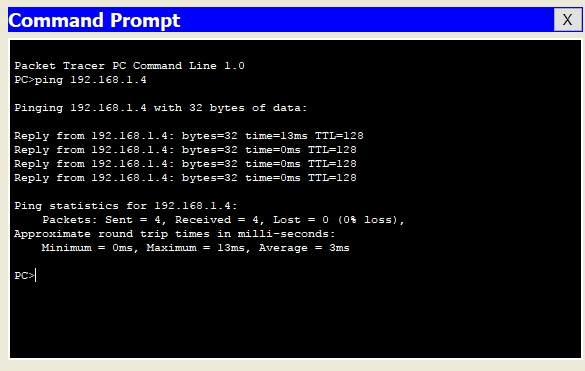 Command Prompt X
Packet Tracer PC Command Line 1.0
PC>ping 192.168.1.4
Pinging 192.168.1.4 with 32 bytes of data:
Reply from 192.168.1.4: bytes=32 time=13ms TTL=128
Reply from 192.168.1.4: bytes=32 time=0ms TTL=128
Reply from 192.168.1.4: bytes=32 time=0ms TTL=128
Reply from 192.168.1.4: bytes=32 time=0ms TTL=128
Ping statistics for 192.168.1.4:
Packets: Sent = 4, Received = 4, Lost = 0 (0% loss),
Approximate round trip times in milli-seconds:
Minimum = 0ms, Maximum = 13ms, Average = 3ms
PC>